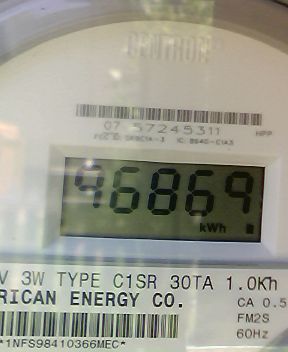 CENTRON
07 57245311 HPP
96869
kWh
V 3W TYPE C1SR 30TA 1.0Kh
RICAN ENERGY CO. CA 0.5
FM2S
60Hz
*1NFS98410366MEC*